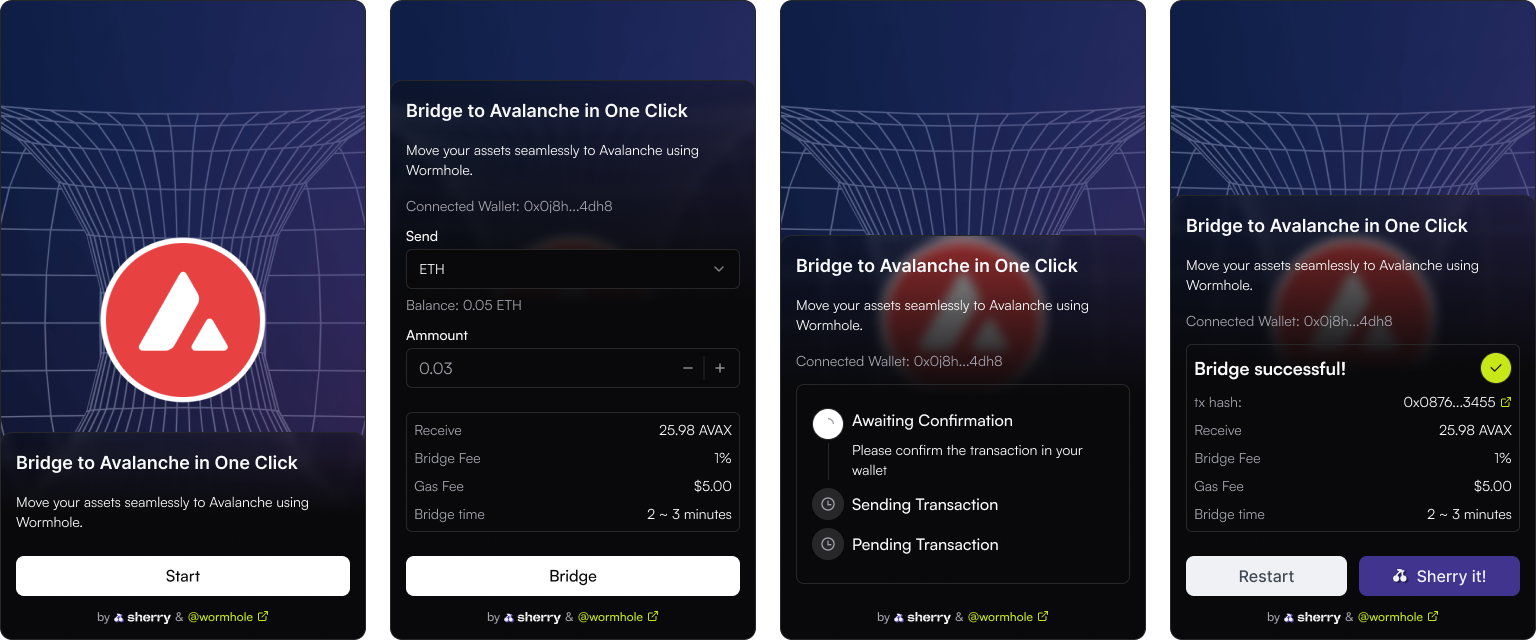 Bridge to Avalanche in One Click
Move your assets seamlessly to Avalanche using
Wormhole.
Start
by sherry & @wormhole
Bridge to Avalanche in One Click
Move your assets seamlessly to Avalanche using
Wormhole.
Connected Wallet: 0x0j8h...4dh8
Send
ETH
Balance: 0.05 ETH
Ammount
0.03
Receive 25.98 AVAX
Bridge Fee 1%
Gas Fee $5.00
Bridge time 2 ~ 3 minutes
Bridge
by sherry & @wormhole
Bridge to Avalanche in One Click
Move your assets seamlessly to Avalanche using
Wormhole.
Connected Wallet: 0x0j8h...4dh8
Awaiting Confirmation
Please confirm the transaction in your
wallet
Sending Transaction
Pending Transaction
by sherry & @wormhole
Bridge to Avalanche in One Click
Move your assets seamlessly to Avalanche using
Wormhole.
Connected Wallet: 0x0j8h...4dh8
Bridge successful!
tx hash: 0x0876...3455
Receive 25.98 AVAX
Bridge Fee 1%
Gas Fee $5.00
Bridge time 2 ~ 3 minutes
Restart Sherry it!
by sherry & @wormhole